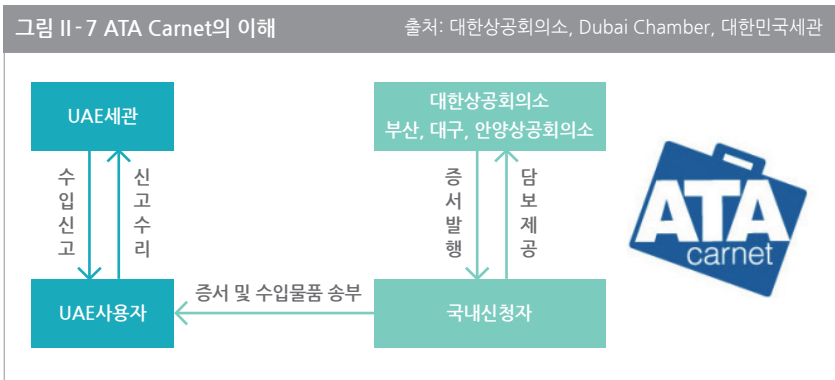 그림 II-7 ATA Carnet의 이해
출처: 대한상공회의소, Dubai Chamber, 대한민국세관
UAE세관
대한상공회의소
부산, 대구, 안양상공회의소
수입신고
신고수리
증서발행
담보제공
ATA
carnet
증서 및 수입물품 송부
UAE사용자
국내신청자